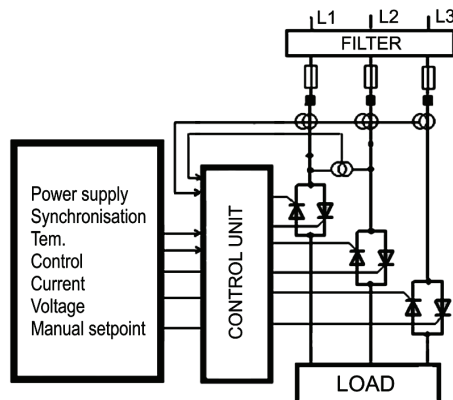 L1 L2 L3
FILTER
Power supply
Synchronisation
Tem.
Control
Current
Voltage
Manual setpoint
CONTROL UNIT
LOAD